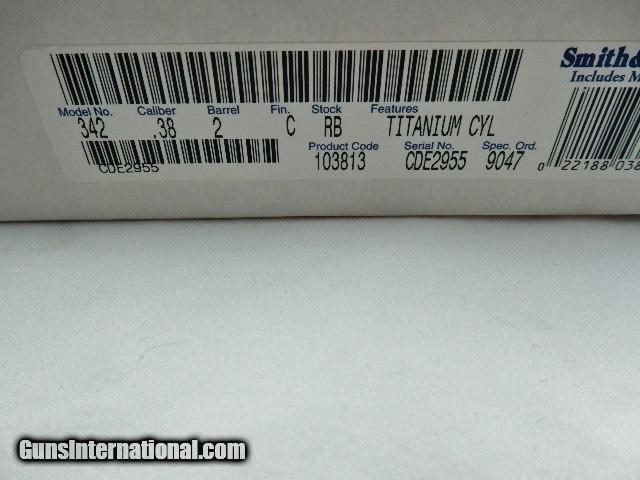 Smith&
Includes M
Model No. Caliber Barrel Fin. Stock Features
342 .38 2 C RB TITANIUM CYL
Product Code Serial No. Spec. Ord.
CDE2955 103813 CDE2955 9047 0 22188 038
GunsInternational.com